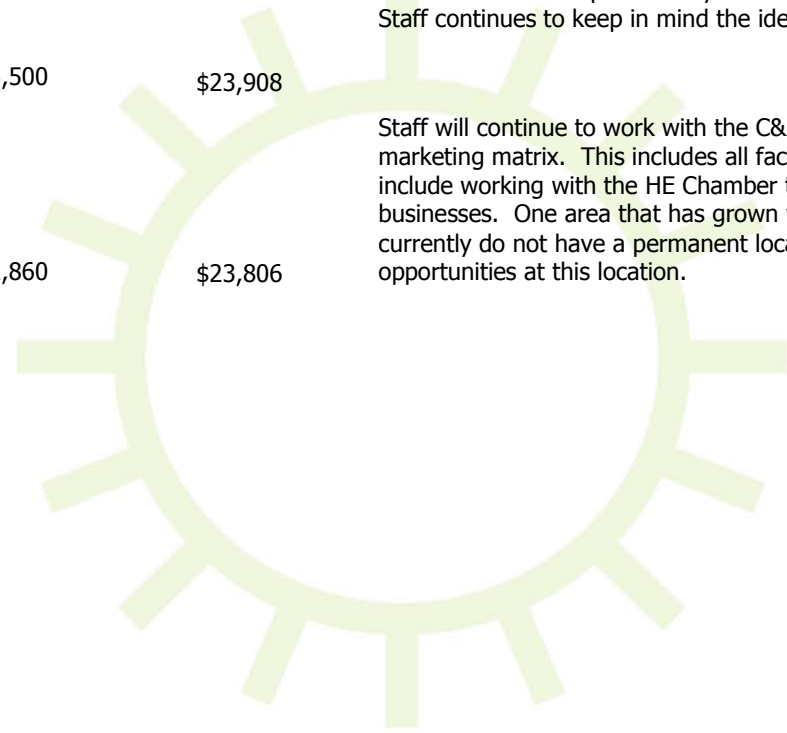 Staff continues to keep in mind the ide
,500 $23,908
Staff will continue to work with the C&
marketing matrix. This includes all fac
include working with the HE Chamber t
businesses. One area that has grown
currently do not have a permanent loca
,860 $23,806 opportunities at this location.